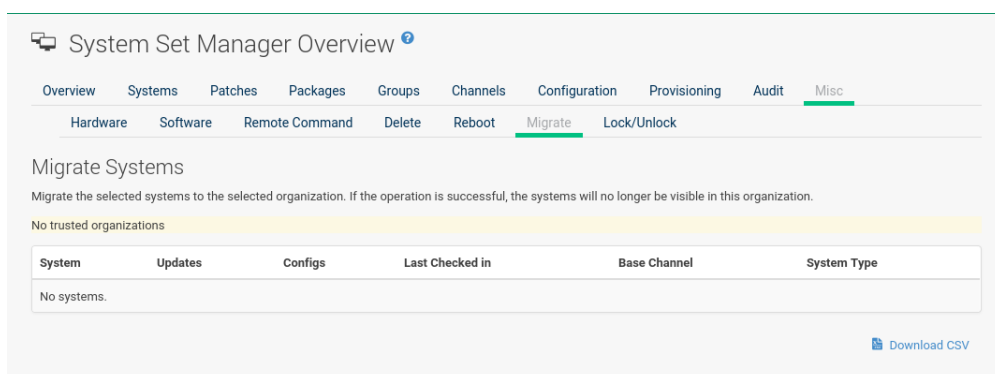 System Set Manager Overview ?
Overview Systems Patches Packages Groups Channels Configuration Provisioning Audit Misc
Hardware Software Remote Command Delete Reboot Migrate Lock/Unlock
Migrate Systems
Migrate the selected systems to the selected organization. If the operation is successful, the systems will no longer be visible in this organization.
No trusted organizations
System Updates Configs Last Checked in Base Channel System Type
No systems.
Download CSV